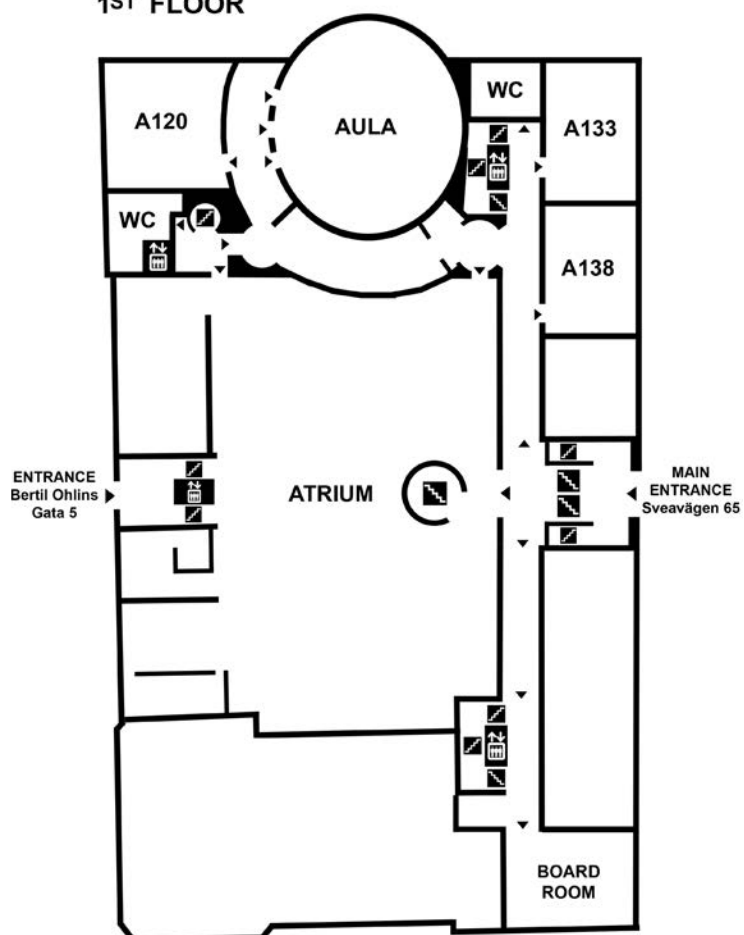 1ST FLOOR
WC
A120
AULA
A133
WC
A138
ENTRANCE
Bertil Ohlins
Gata 5
ATRIUM
MAIN
ENTRANCE
Sveavägen 65
BOARD
ROOM